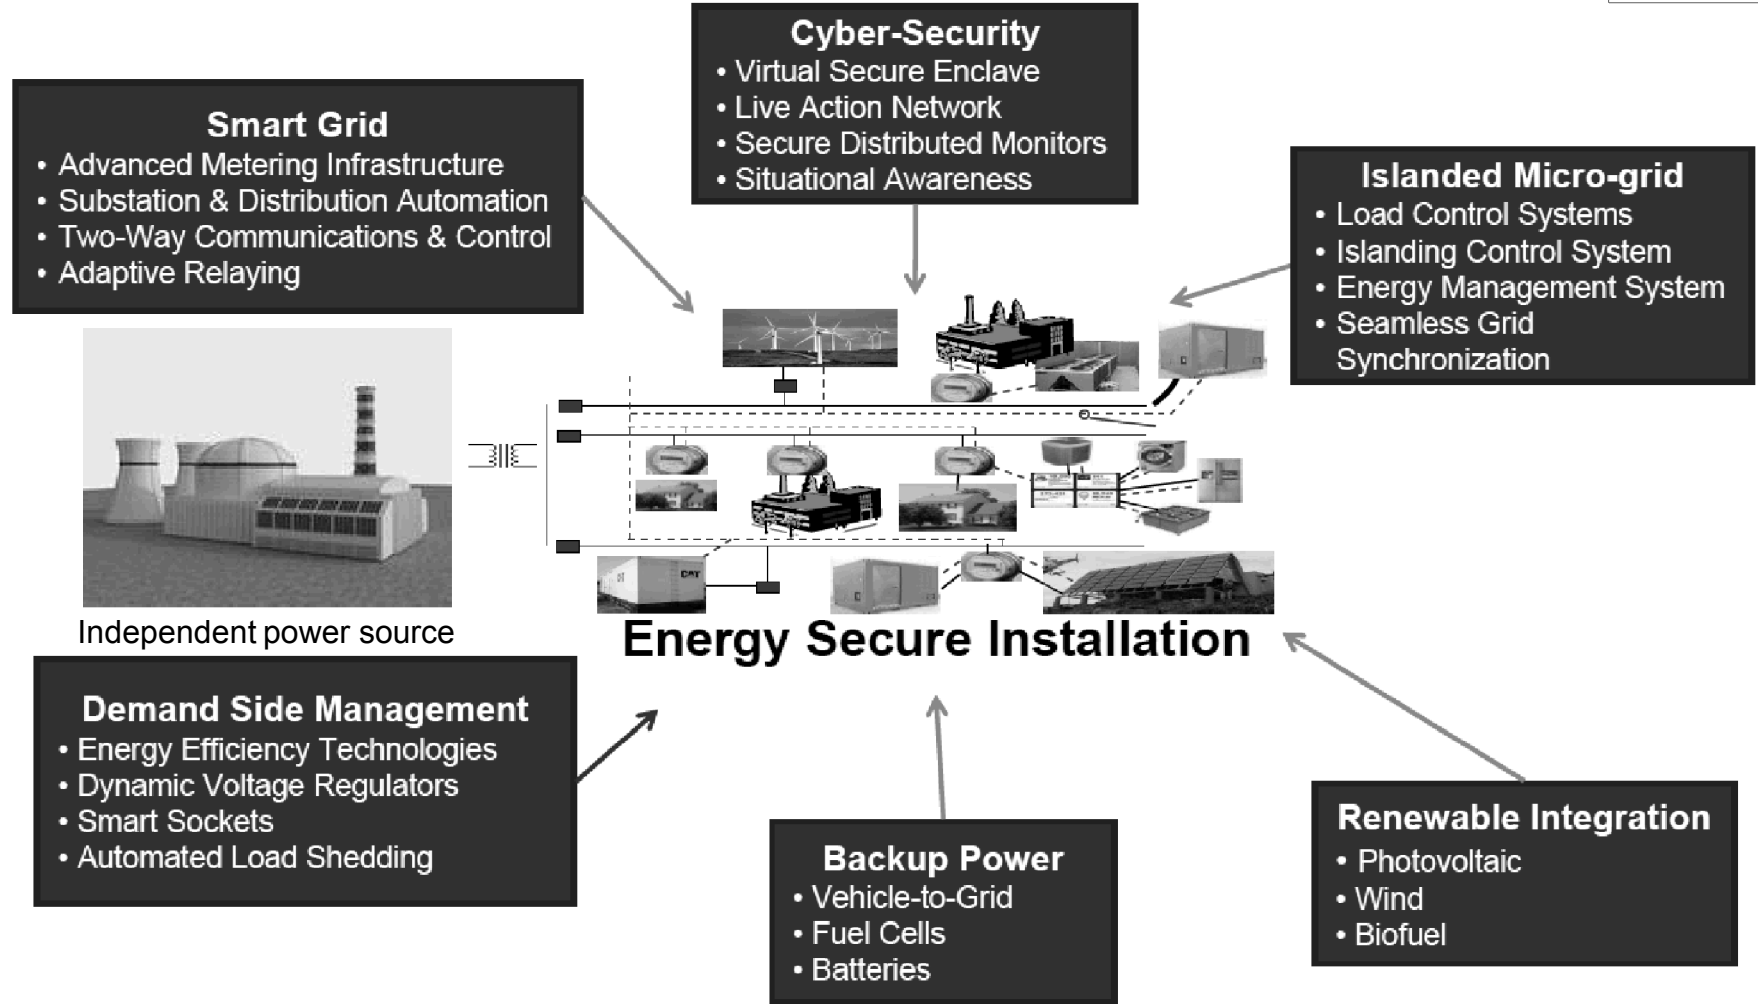 Cyber-Security
• Virtual Secure Enclave
• Live Action Network
• Secure Distributed Monitors
• Situational Awareness
Smart Grid
• Advanced Metering Infrastructure
• Substation & Distribution Automation
• Two-Way Communications & Control
• Adaptive Relaying
Islanded Micro-grid
• Load Control Systems
• Islanding Control System
• Energy Management System
• Seamless Grid
Synchronization
CAT
Independent power source
Energy Secure Installation
Demand Side Management
• Energy Efficiency Technologies
• Dynamic Voltage Regulators
• Smart Sockets
• Automated Load Shedding
Backup Power
• Vehicle-to-Grid
• Fuel Cells
• Batteries
Renewable Integration
• Photovoltaic
• Wind
• Biofuel